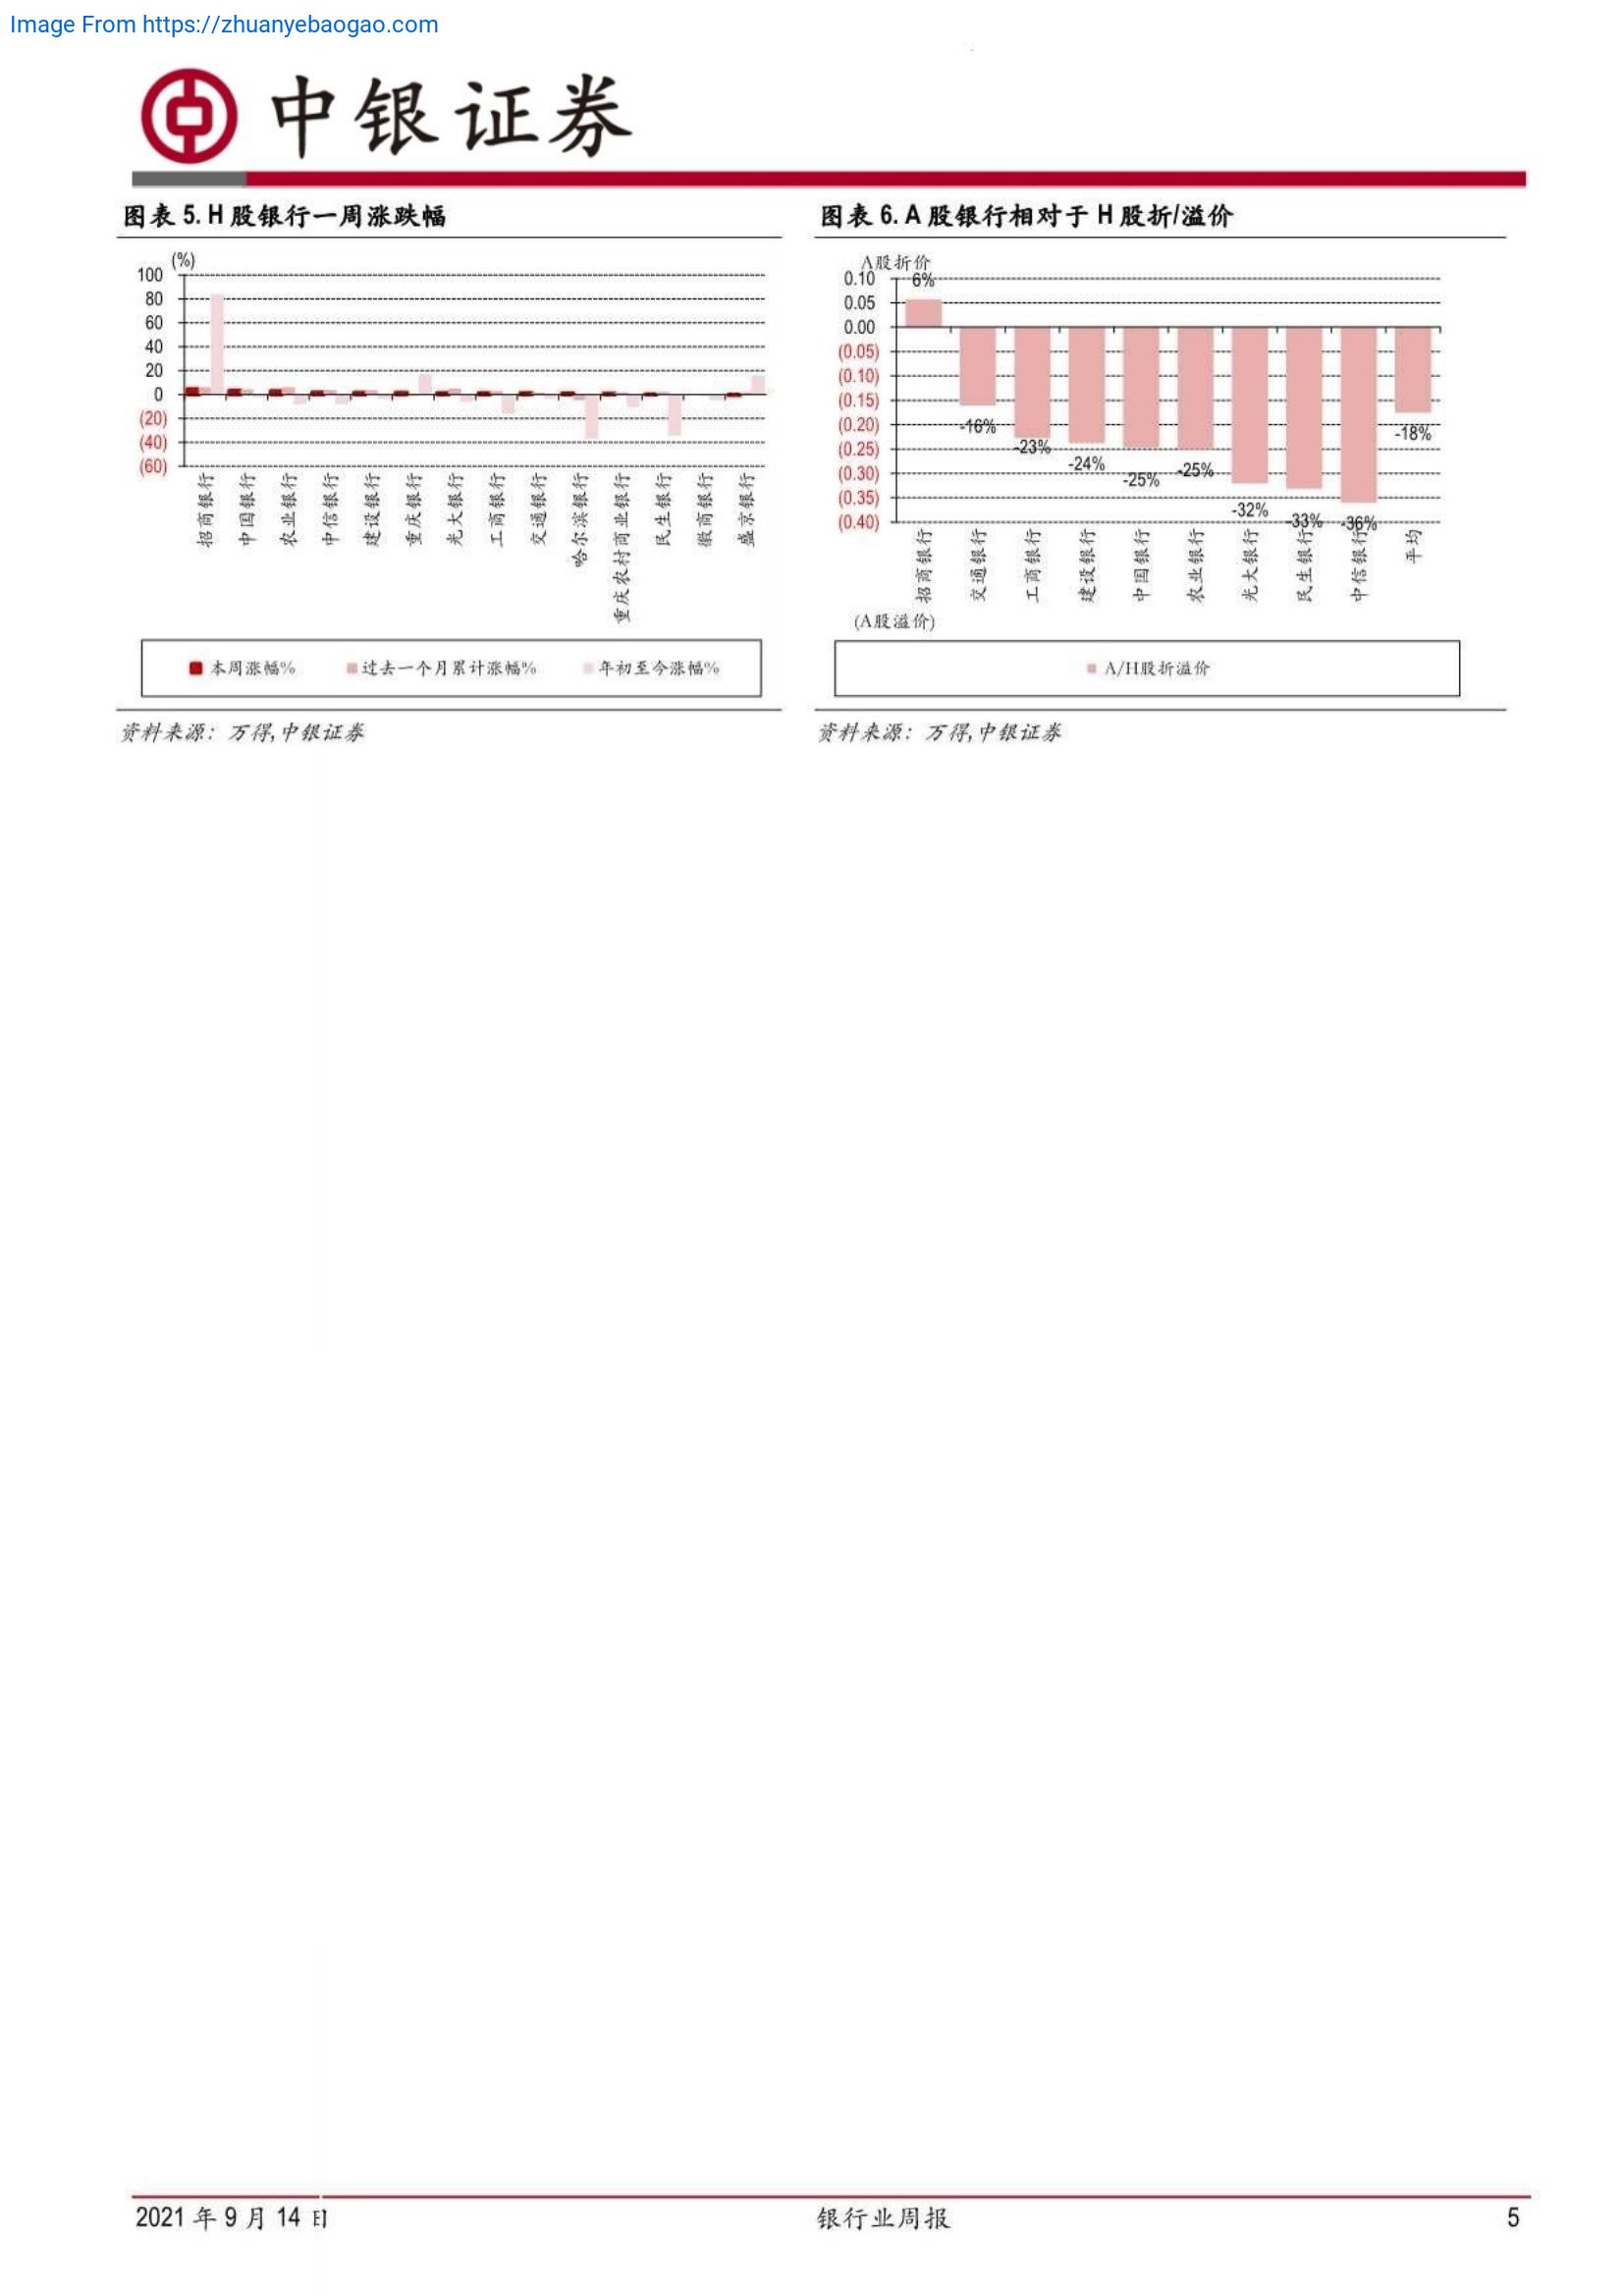 Image From https://zhuanyebaogao.com
中银证券
图表 5. H 股银行一周涨跌幅
(%)
100
80
60
40
20
0
(20)
(40)
(60)
招商银行
中国银行
农业银行
中信银行
建设银行
重庆银行
光大银行
工商银行
交通银行
哈尔滨银行
重庆农村商业银行
民生银行
徽商银行
盛京银行
本周涨幅% 过去一个月累计涨幅% 年初至今涨幅%
资料来源：万得,中银证券
图表 6. A 股银行相对于 H 股折/溢价
A股折价
0.10
0.05
0.00
(0.05)
(0.10)
(0.15)
(0.20)
(0.25)
(0.30)
(0.35)
(0.40)
6%
-16%
-23%
-24%
-25%
-25%
-32%
-33%
-36%
-18%
招商银行
交通银行
工商银行
建设银行
中国银行
农业银行
光大银行
民生银行
中信银行
平均
(A股溢价)
A/H股折溢价
资料来源：万得,中银证券
2021 年 9 月 14 日 银行业周报 5